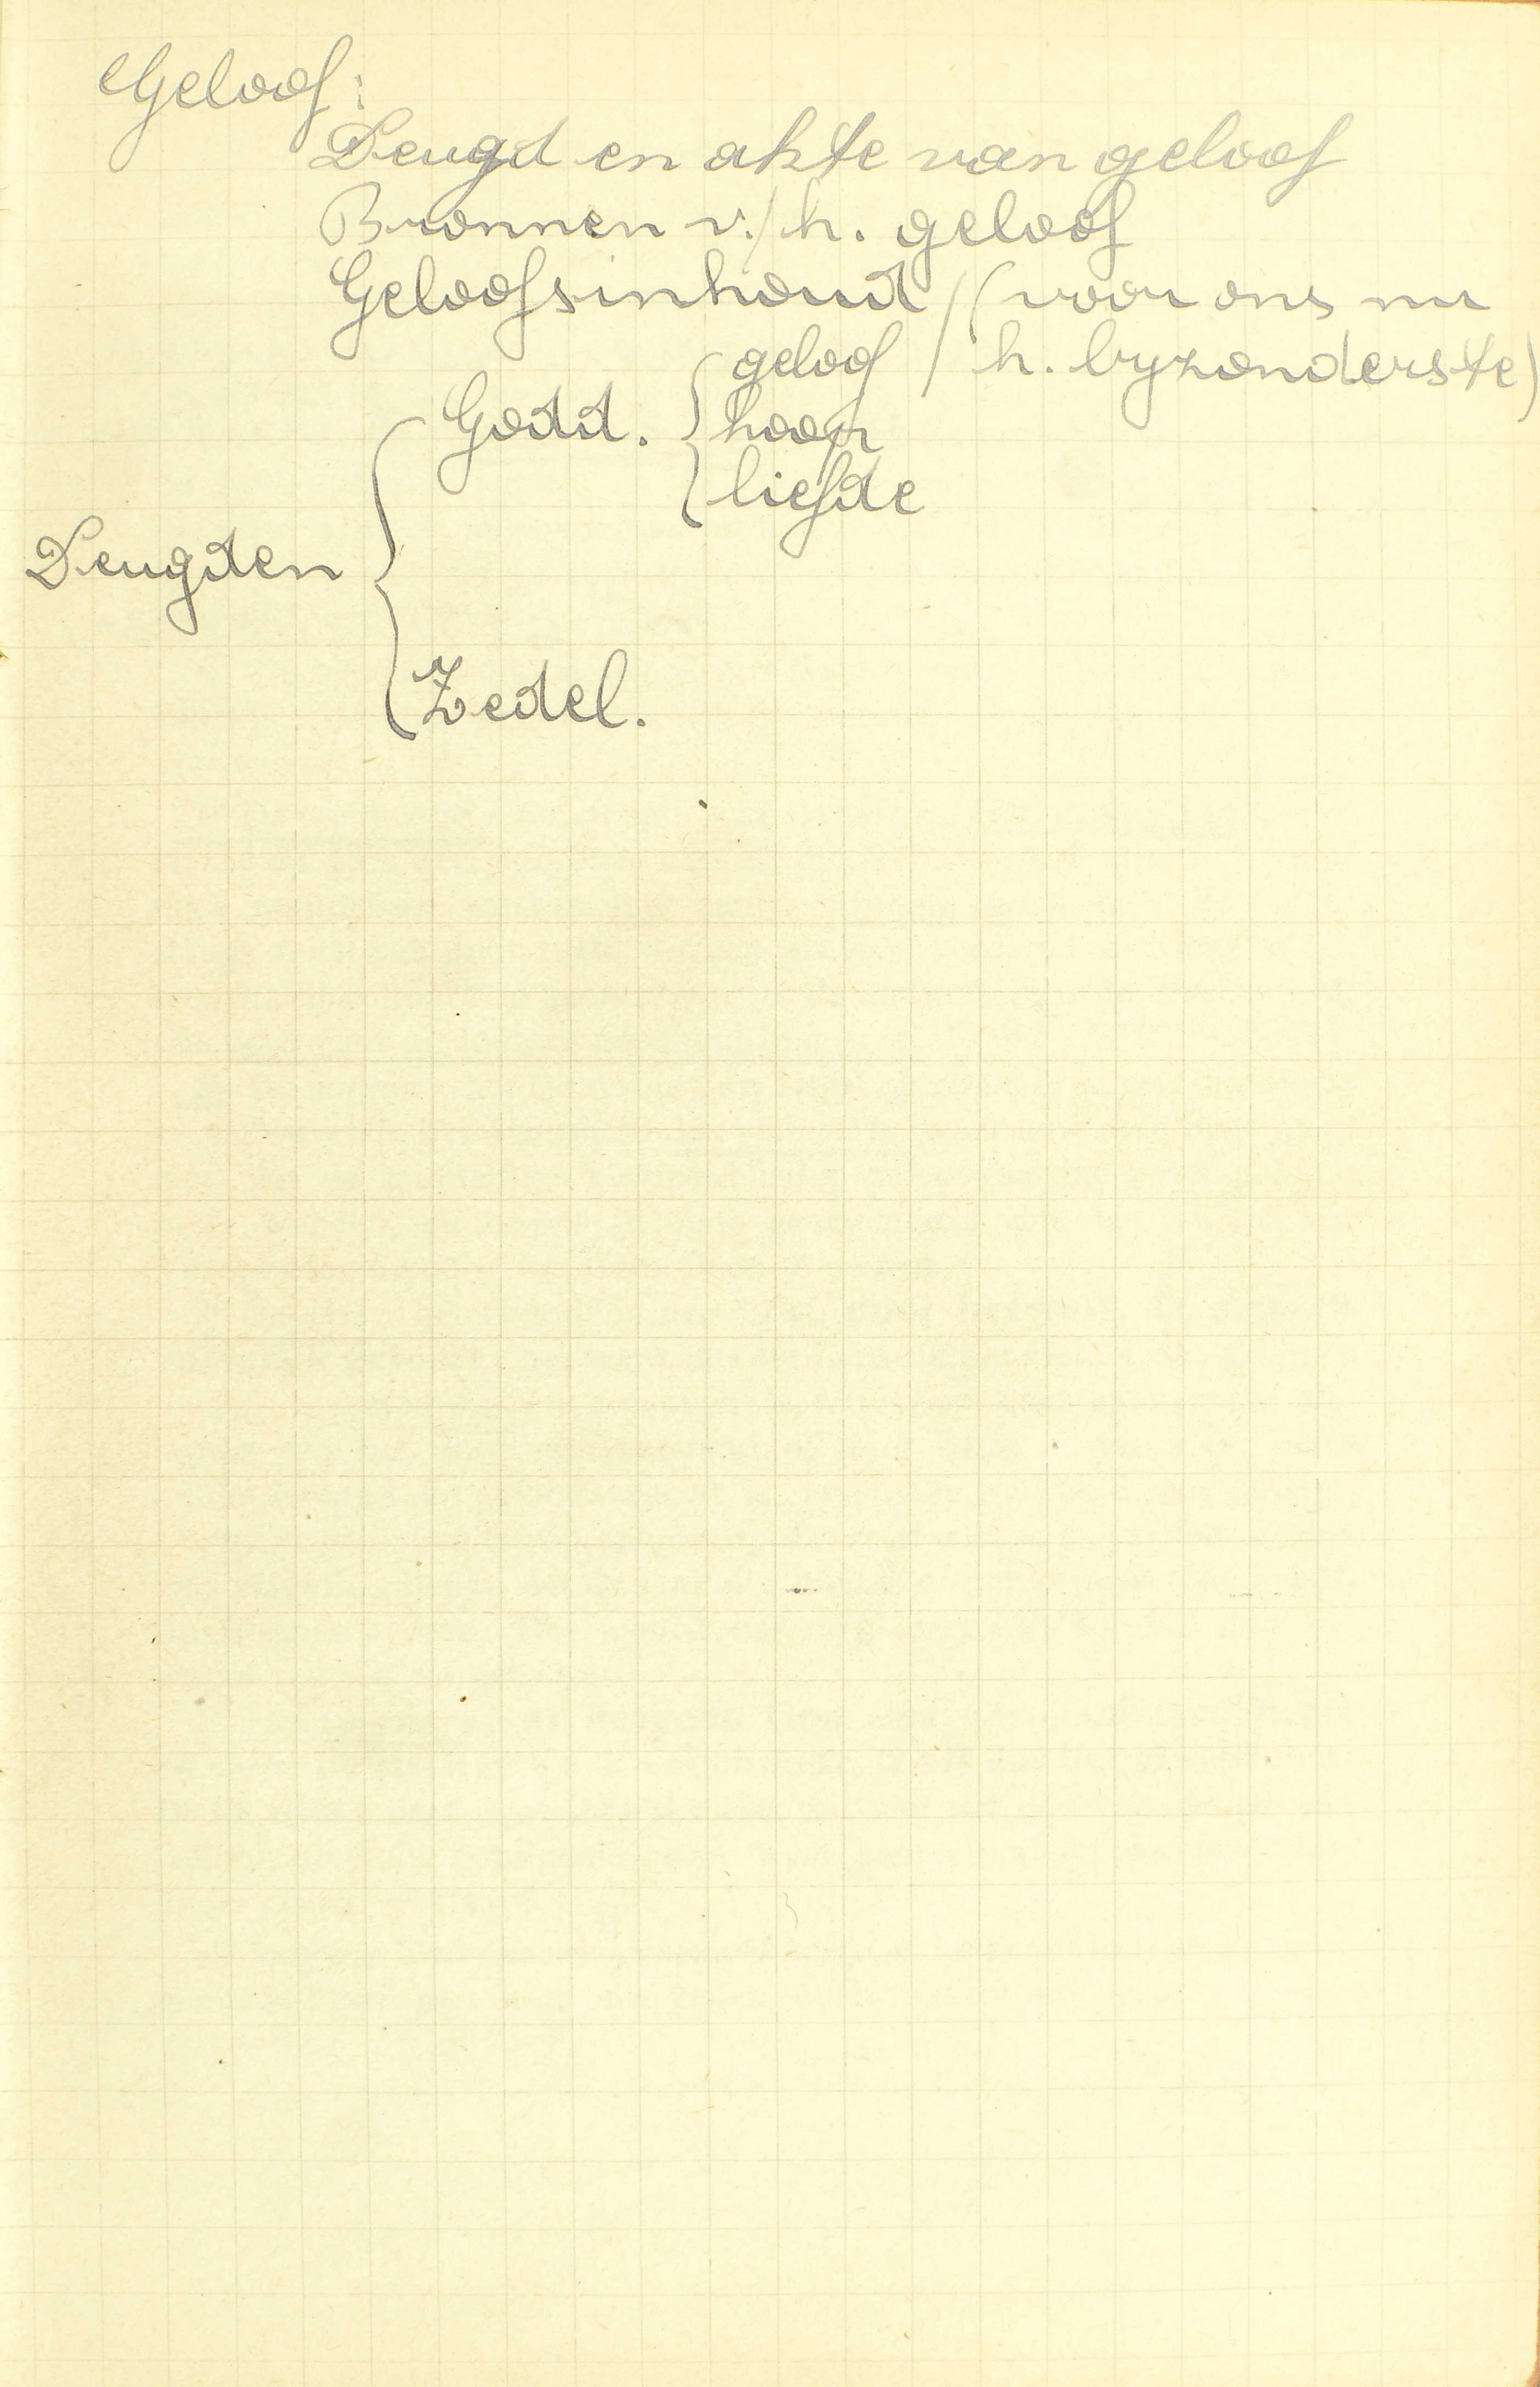 Geloof:
Deugd en akte van geloof
Bronnen v./h. geloof
Geloofsinhoud / (voor ons nu
h. byzonderste)
geloof
Godd. { hoop
liefde
Deugden {
Zedel.